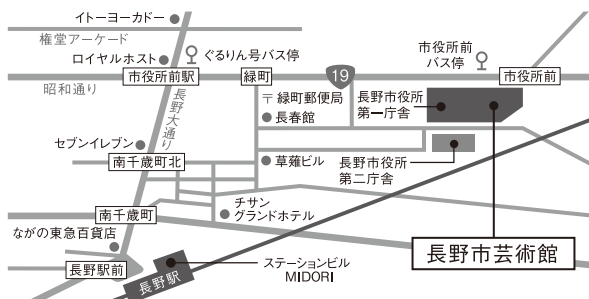 イトーヨーカドー
権堂アーケード
ロイヤルホスト
ぐるりん号バス停
市役所前
バス停
市役所前駅
緑町
19
市役所前
昭和通り
長野大通り
〒緑町郵便局
長春館
長野市役所
第一庁舎
セブンイレブン
南千歳町北
草薙ビル
長野市役所
第二庁舎
南千歳町
チサン
グランドホテル
ながの東急百貨店
長野市芸術館
長野駅前
長野駅
ステーションビル
MIDORI